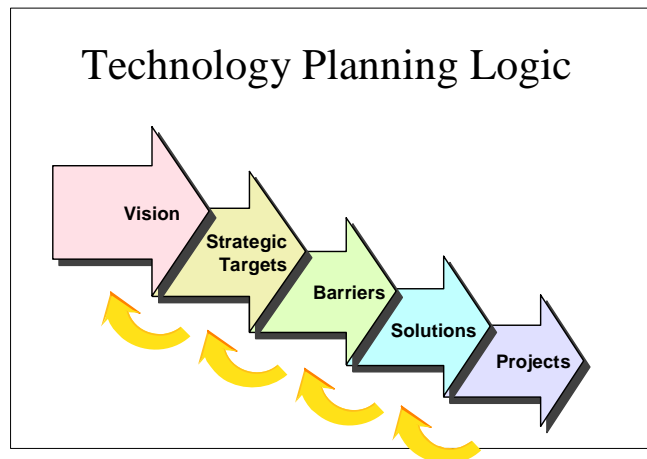 Technology Planning Logic
Vision
Strategic
Targets
Barriers
Solutions
Projects